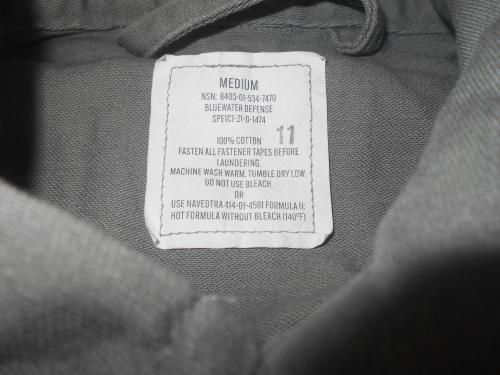 MEDIUM
NSN: 8405-01-534-7470
BLUEWATER DEFENSE
SPE1C1-21-D-1474
100% COTTON 11
FASTEN ALL FASTENER TAPES BEFORE
LAUNDERING.
MACHINE WASH WARM. TUMBLE DRY LOW.
DO NOT USE BLEACH.
OR
USE NAVEDTRA 414-01-4581 FORMULA II:
HOT FORMULA WITHOUT BLEACH (140°F)